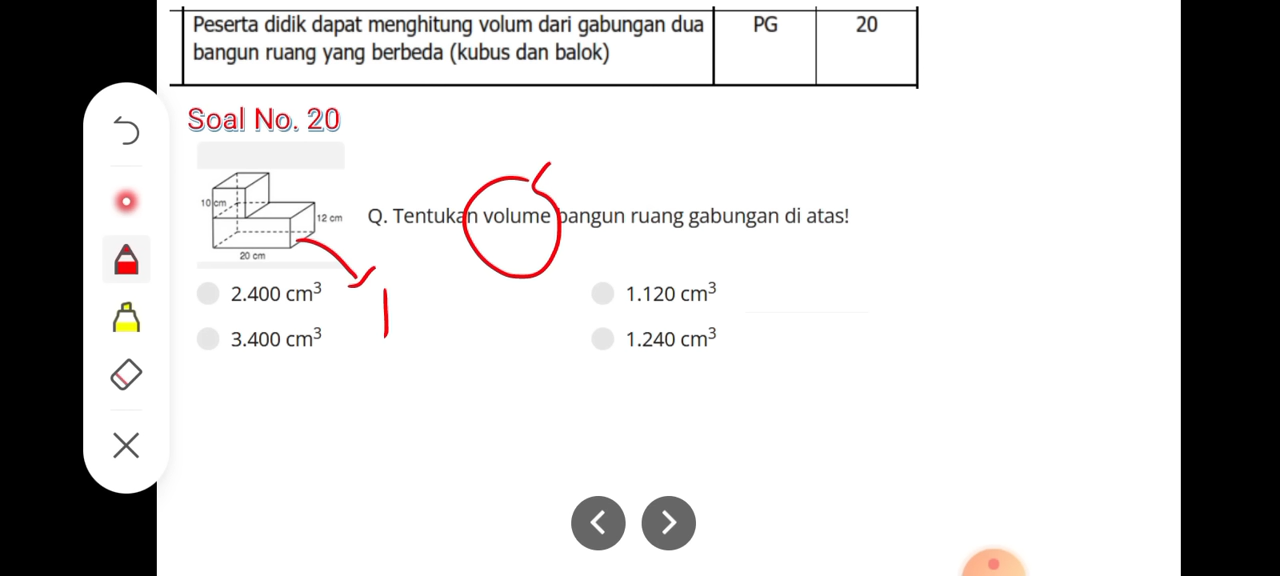 Peserta didik dapat menghitung volum dari gabungan dua
bangun ruang yang berbeda (kubus dan balok)
PG
20
Soal No. 20
10 cm
12 cm
20 cm
Q. Tentukan volume bangun ruang gabungan di atas!
2.400 cm³
1.120 cm³
3.400 cm³
1.240 cm³